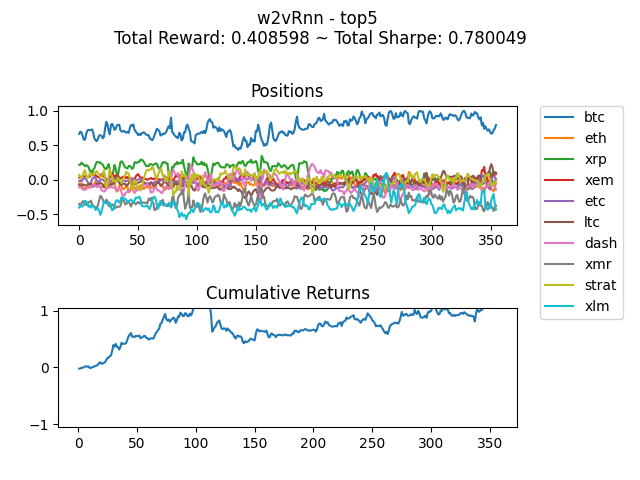 w2vRnn - top5
Total Reward: 0.408598 ~ Total Sharpe: 0.780049
Positions
1.0
0.5
0.0
−0.5
0 50 100 150 200 250 300 350
btc
eth
xrp
xem
etc
ltc
dash
xmr
strat
xlm
Cumulative Returns
1
0
−1
0 50 100 150 200 250 300 350